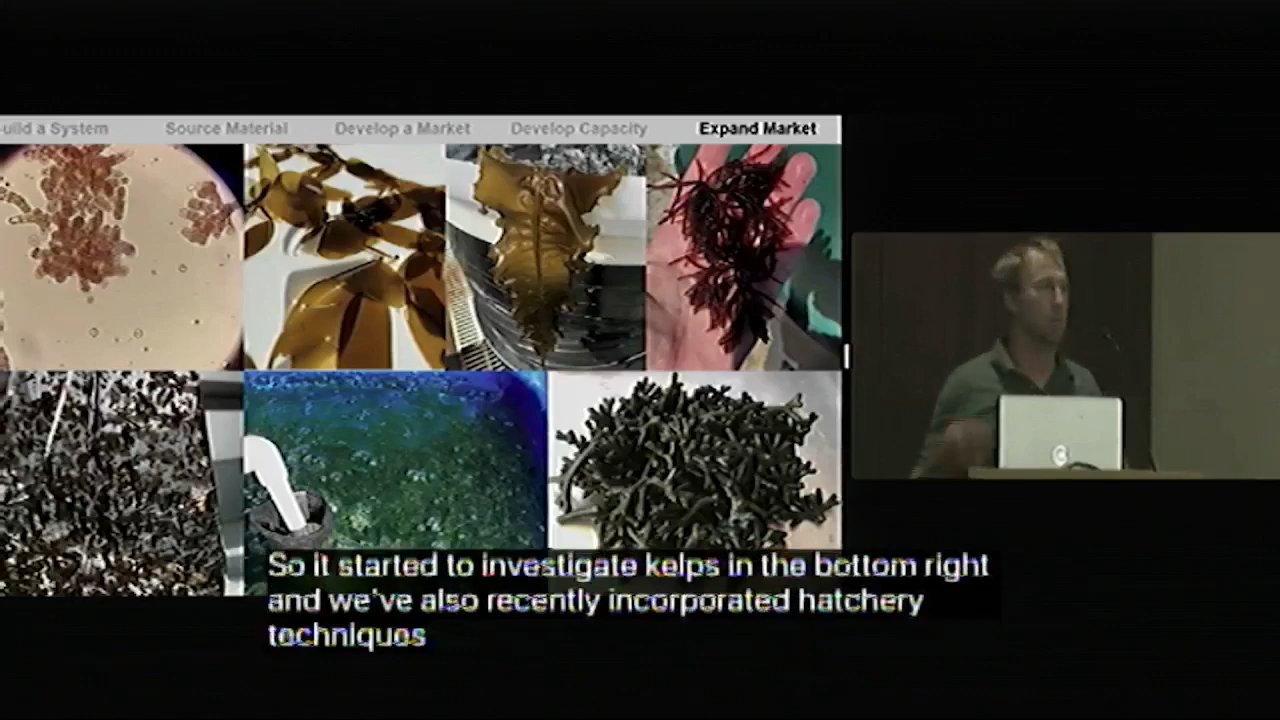 uild a System
Source Material
Develop a Market
Develop Capacity
Expand Market
So it started to investigate kelps in the bottom right
and we've also recently incorporated hatchery
techniques